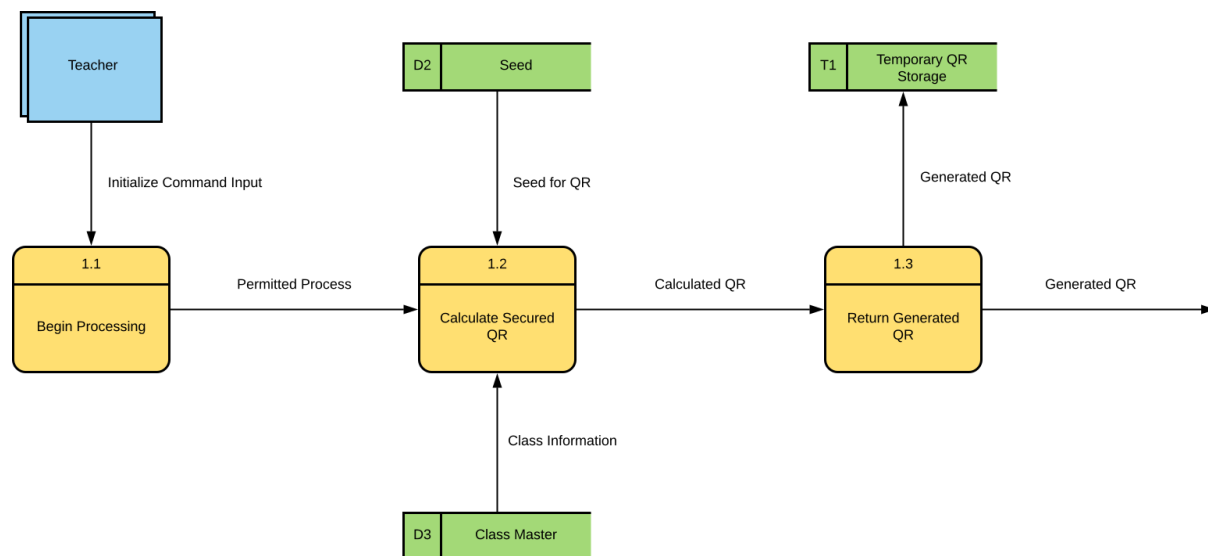 Teacher
D2
Seed
T1
Temporary QR
Storage
Initialize Command Input
Seed for QR
Generated QR
1.1
Begin Processing
Permitted Process
1.2
Calculate Secured
QR
Calculated QR
1.3
Return Generated
QR
Generated QR
Class Information
D3
Class Master